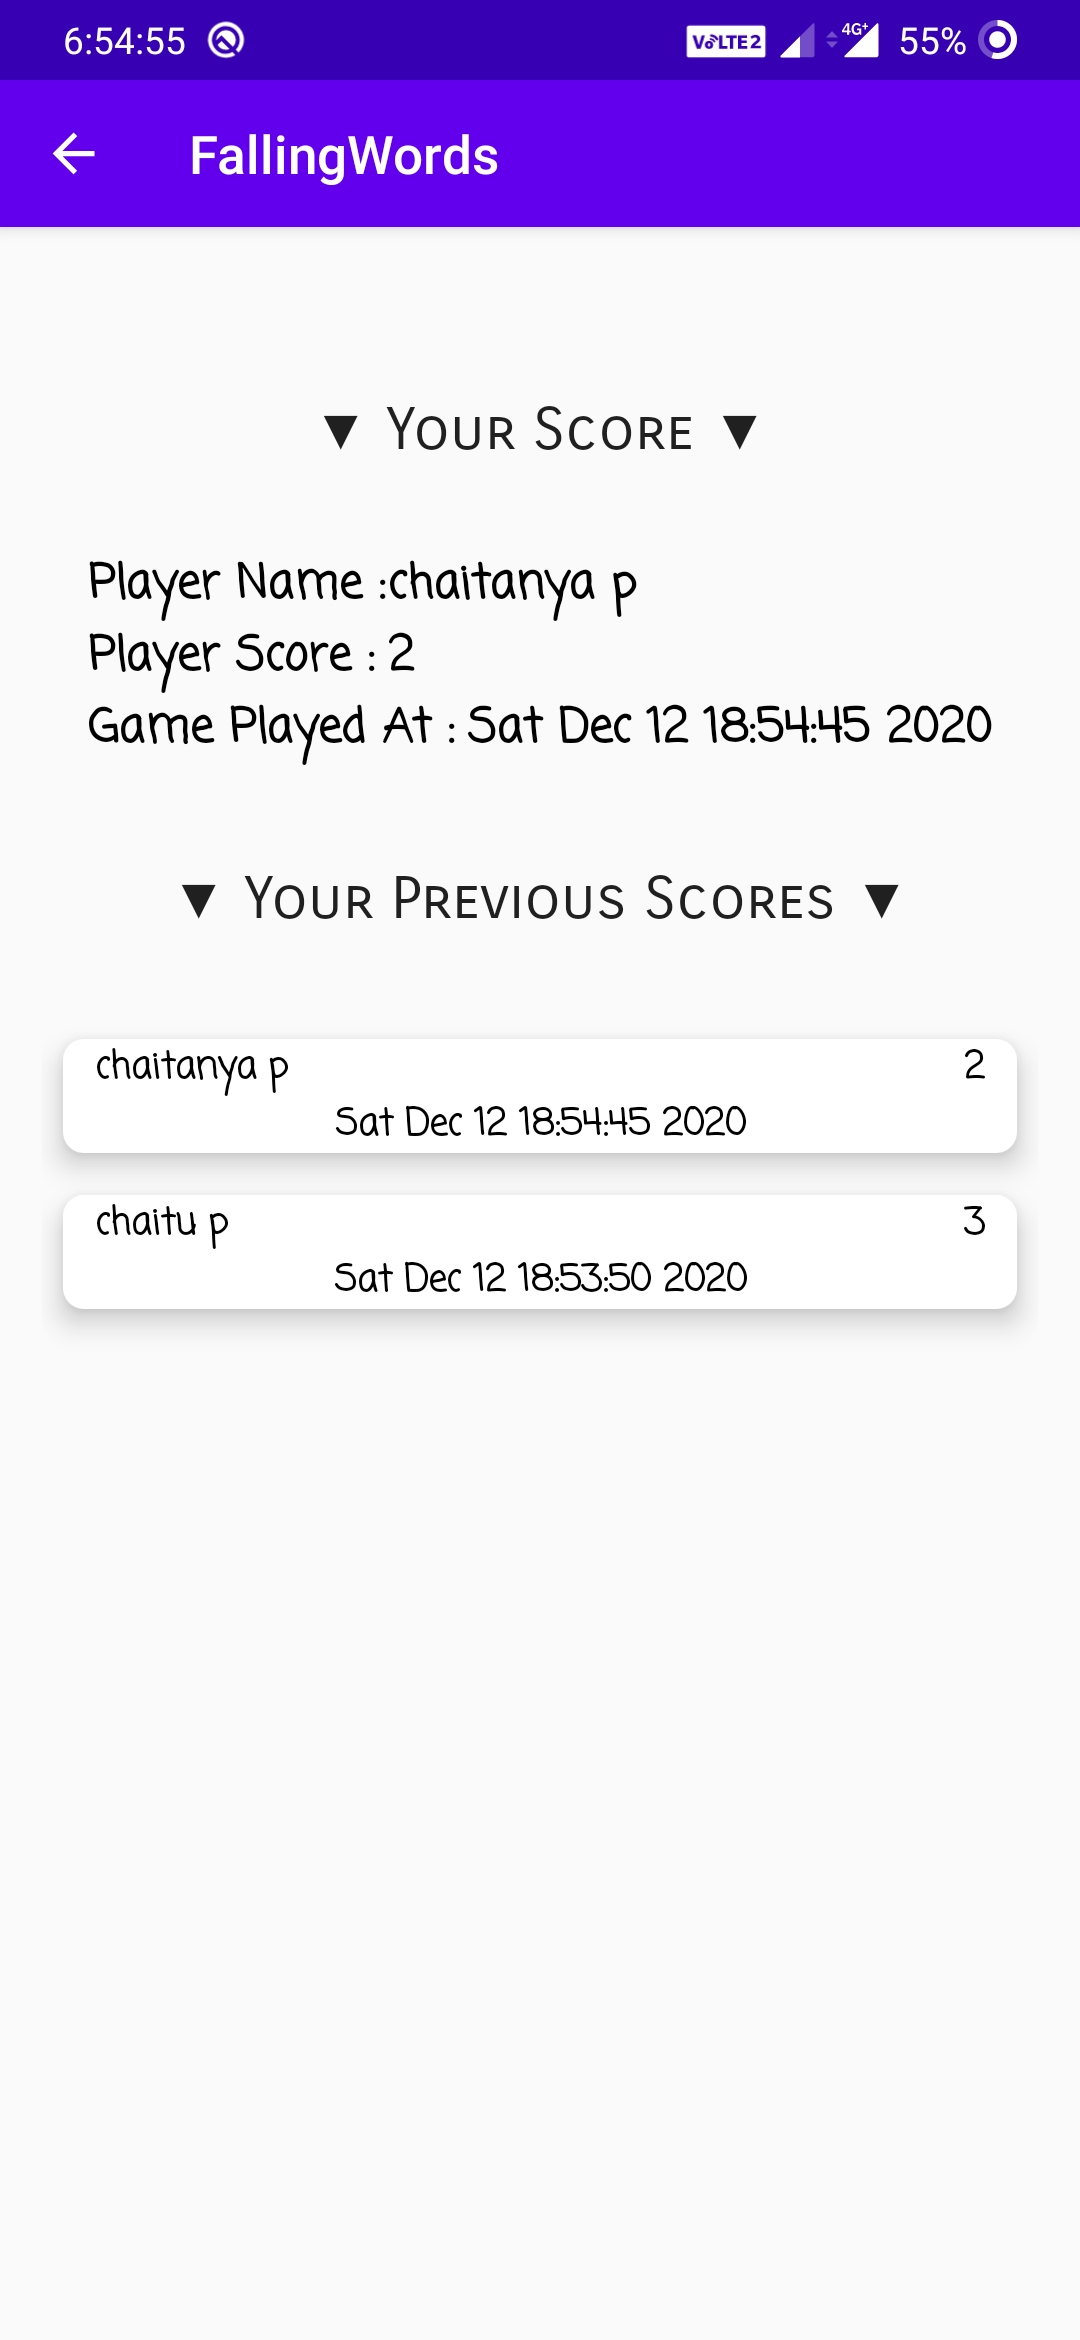 6:54:55 VoLTE2 4G+ 55%
FallingWords
▼ Your Score ▼
Player Name :chaitanya p
Player Score : 2
Game Played At : Sat Dec 12 18:54:45 2020
▼ Your Previous Scores ▼
chaitanya p 2
Sat Dec 12 18:54:45 2020
chaitu p 3
Sat Dec 12 18:53:50 2020